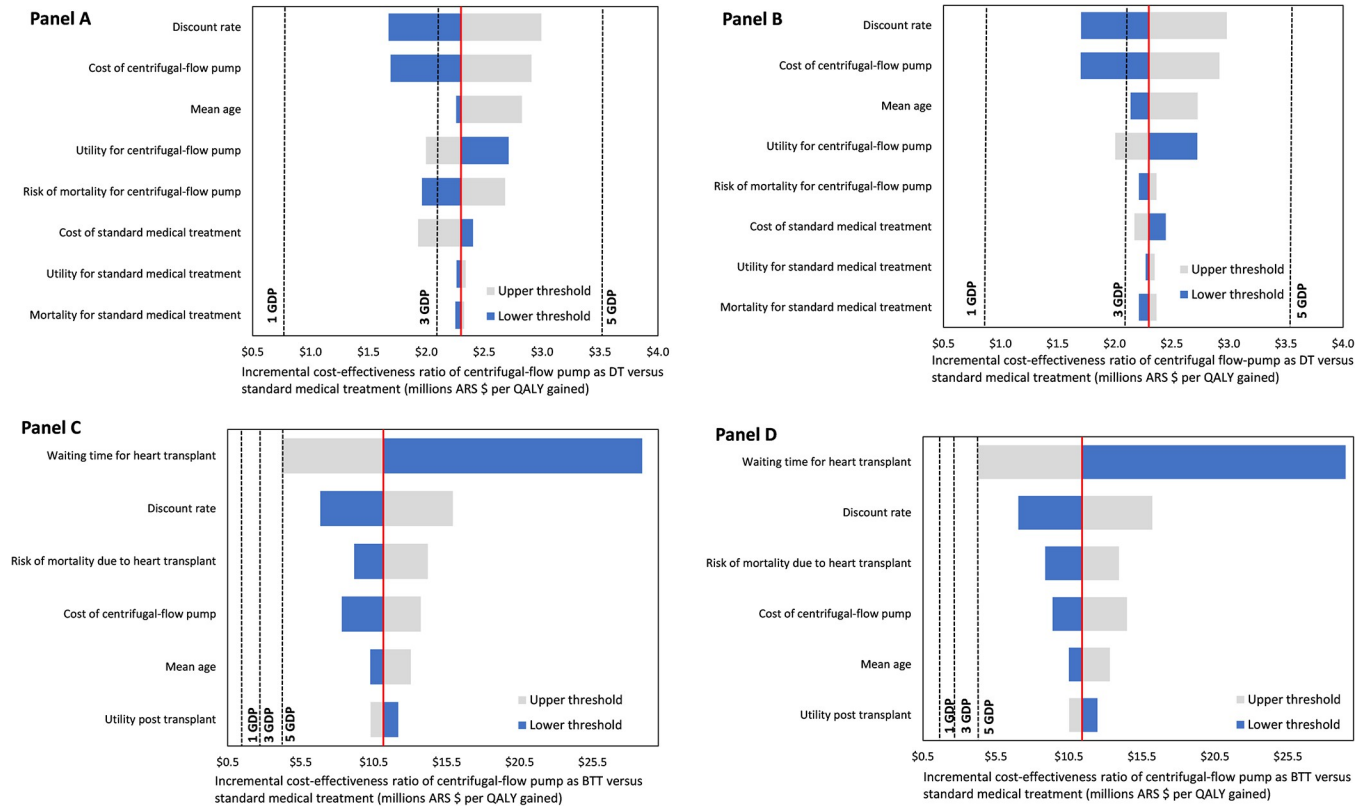 Panel A
Discount rate
Cost of centrifugal-flow pump
Mean age
Utility for centrifugal-flow pump
Risk of mortality for centrifugal-flow pump
Cost of standard medical treatment
Utility for standard medical treatment
Mortality for standard medical treatment
1 GDP
3 GDP
5 GDP
Upper threshold
Lower threshold
$0.5 $1.0 $1.5 $2.0 $2.5 $3.0 $3.5 $4.0
Incremental cost-effectiveness ratio of centrifugal-flow pump as DT versus
standard medical treatment (millions ARS $ per QALY gained)
Panel B
Discount rate
Cost of centrifugal-flow pump
Mean age
Utility for centrifugal-flow pump
Risk of mortality for centrifugal-flow pump
Cost of standard medical treatment
Utility for standard medical treatment
Mortality for standard medical treatment
1 GDP
3 GDP
5 GDP
Upper threshold
Lower threshold
$0.5 $1.0 $1.5 $2.0 $2.5 $3.0 $3.5 $4.0
Incremental cost-effectiveness ratio of centrifugal flow-pump as DT versus
standard medical treatment (millions ARS $ per QALY gained)
Panel C
Waiting time for heart transplant
Discount rate
Risk of mortality due to heart transplant
Cost of centrifugal-flow pump
Mean age
Utility post transplant
1 GDP
3 GDP
5 GDP
Upper threshold
Lower threshold
$0.5 $5.5 $10.5 $15.5 $20.5 $25.5
Incremental cost-effectiveness ratio of centrifugal-flow pump as BTT versus
standard medical treatment (millions ARS $ per QALY gained)
Panel D
Waiting time for heart transplant
Discount rate
Risk of mortality due to heart transplant
Cost of centrifugal-flow pump
Mean age
Utility post transplant
1 GDP
3 GDP
5 GDP
Upper threshold
Lower threshold
$0.5 $5.5 $10.5 $15.5 $20.5 $25.5
Incremental cost-effectiveness ratio of centrifugal-flow pump as BTT versus
standard medical treatment (millions ARS $ per QALY gained)